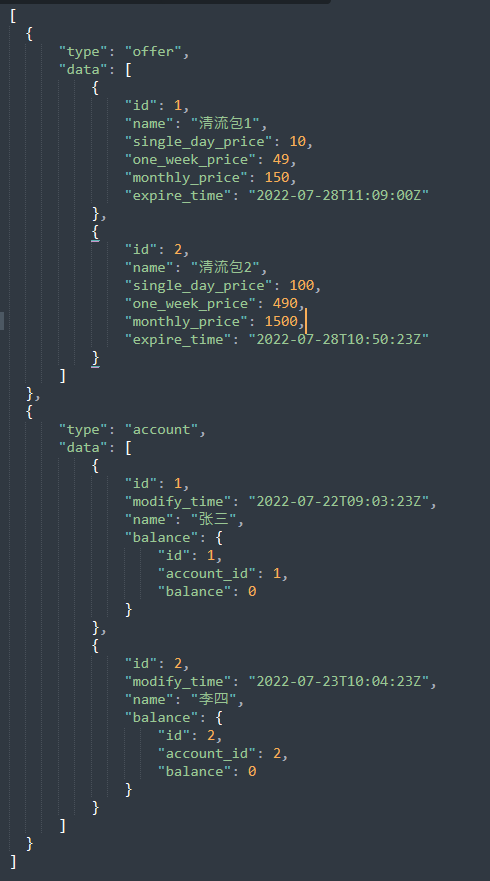 [
{
"type": "offer",
"data": [
{
"id": 1,
"name": "清流包1",
"single_day_price": 10,
"one_week_price": 49,
"monthly_price": 150,
"expire_time": "2022-07-28T11:09:00Z"
},
{
"id": 2,
"name": "清流包2",
"single_day_price": 100,
"one_week_price": 490,
"monthly_price": 1500,
"expire_time": "2022-07-28T10:50:23Z"
}
]
},
{
"type": "account",
"data": [
{
"id": 1,
"modify_time": "2022-07-22T09:03:23Z",
"name": "张三",
"balance": {
"id": 1,
"account_id": 1,
"balance": 0
}
},
{
"id": 2,
"modify_time": "2022-07-23T10:04:23Z",
"name": "李四",
"balance": {
"id": 2,
"account_id": 2,
"balance": 0
}
}
]
}
]